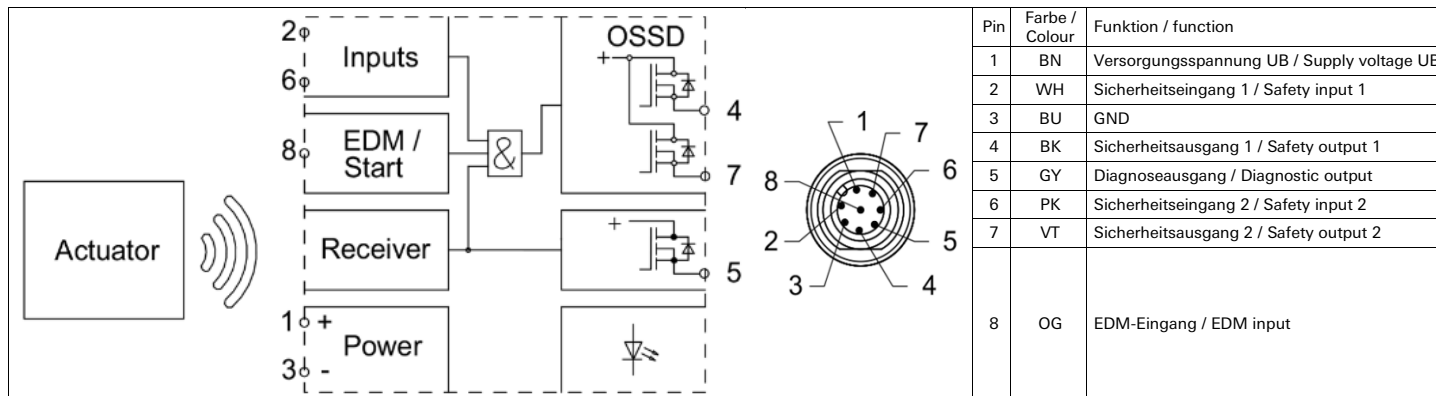 2
6
Inputs
OSSD
+
4
8
EDM /
Start
&
7
Actuator
Receiver
+
5
1
+
Power
3
-
1
7
8
6
2
5
3
4
Pin
Farbe /
Colour
Funktion / function
1 BN Versorgungsspannung UB / Supply voltage UB
2 WH Sicherheitseingang 1 / Safety input 1
3 BU GND
4 BK Sicherheitsausgang 1 / Safety output 1
5 GY Diagnoseausgang / Diagnostic output
6 PK Sicherheitseingang 2 / Safety input 2
7 VT Sicherheitsausgang 2 / Safety output 2
8 OG EDM-Eingang / EDM input